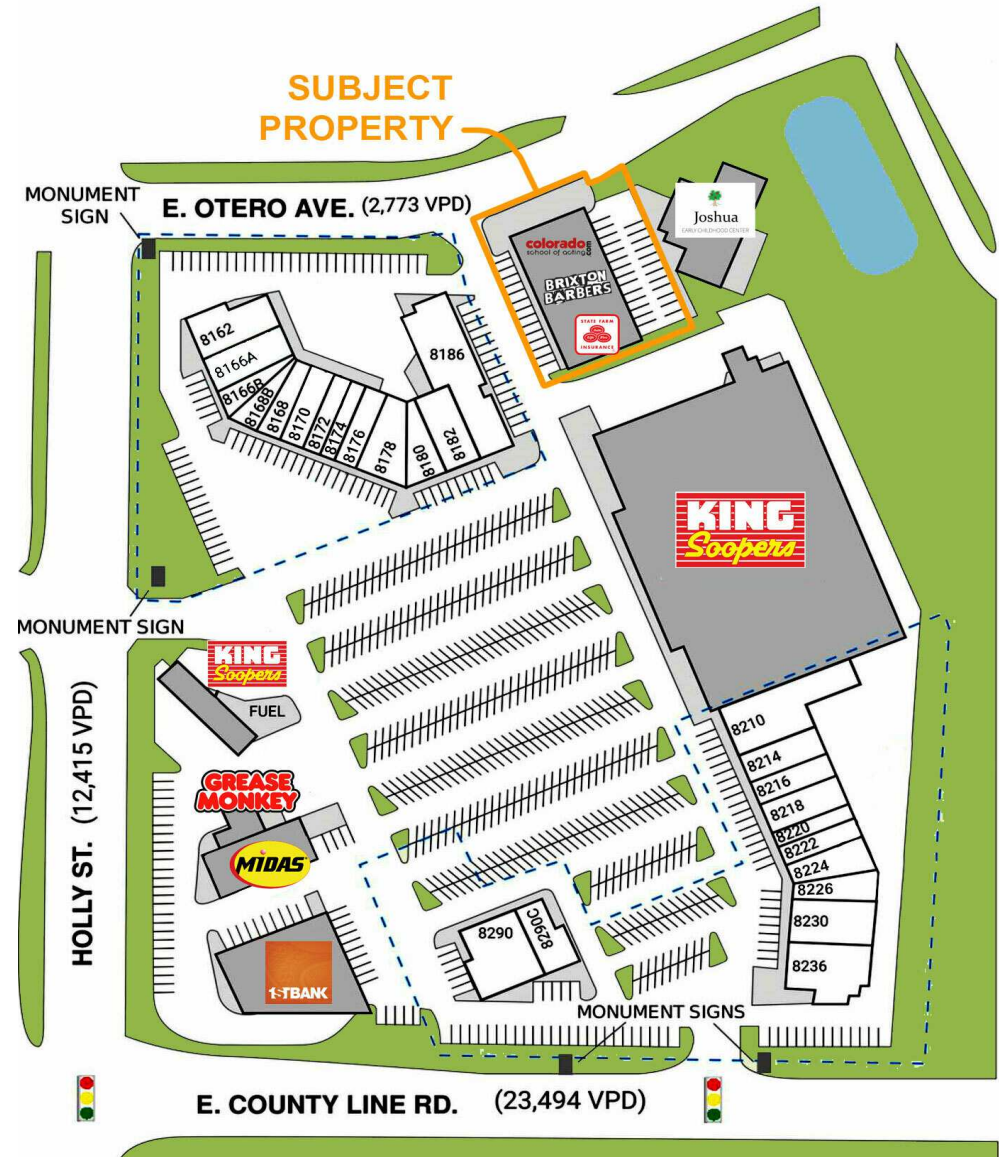 SUBJECT
PROPERTY
MONUMENT
SIGN
E. OTERO AVE. (2,773 VPD)
Joshua
EARLY CHILDHOOD CENTER
colorado.com
school of acting
BRIXTON
BARBERS
STATE FARM
INSURANCE
8162
8166A
8166B
8168B
8168
8170
8172
8174
8176
8178
8180
8182
8186
KING
Soopers
MONUMENT SIGN
KING
Soopers
FUEL
HOLLY ST. (12,415 VPD)
GREASE
MONKEY
MIDAS
1STBANK
8210
8214
8216
8218
8220
8222
8224
8226
8230
8236
8290
8290C
MONUMENT SIGNS
E. COUNTY LINE RD. (23,494 VPD)